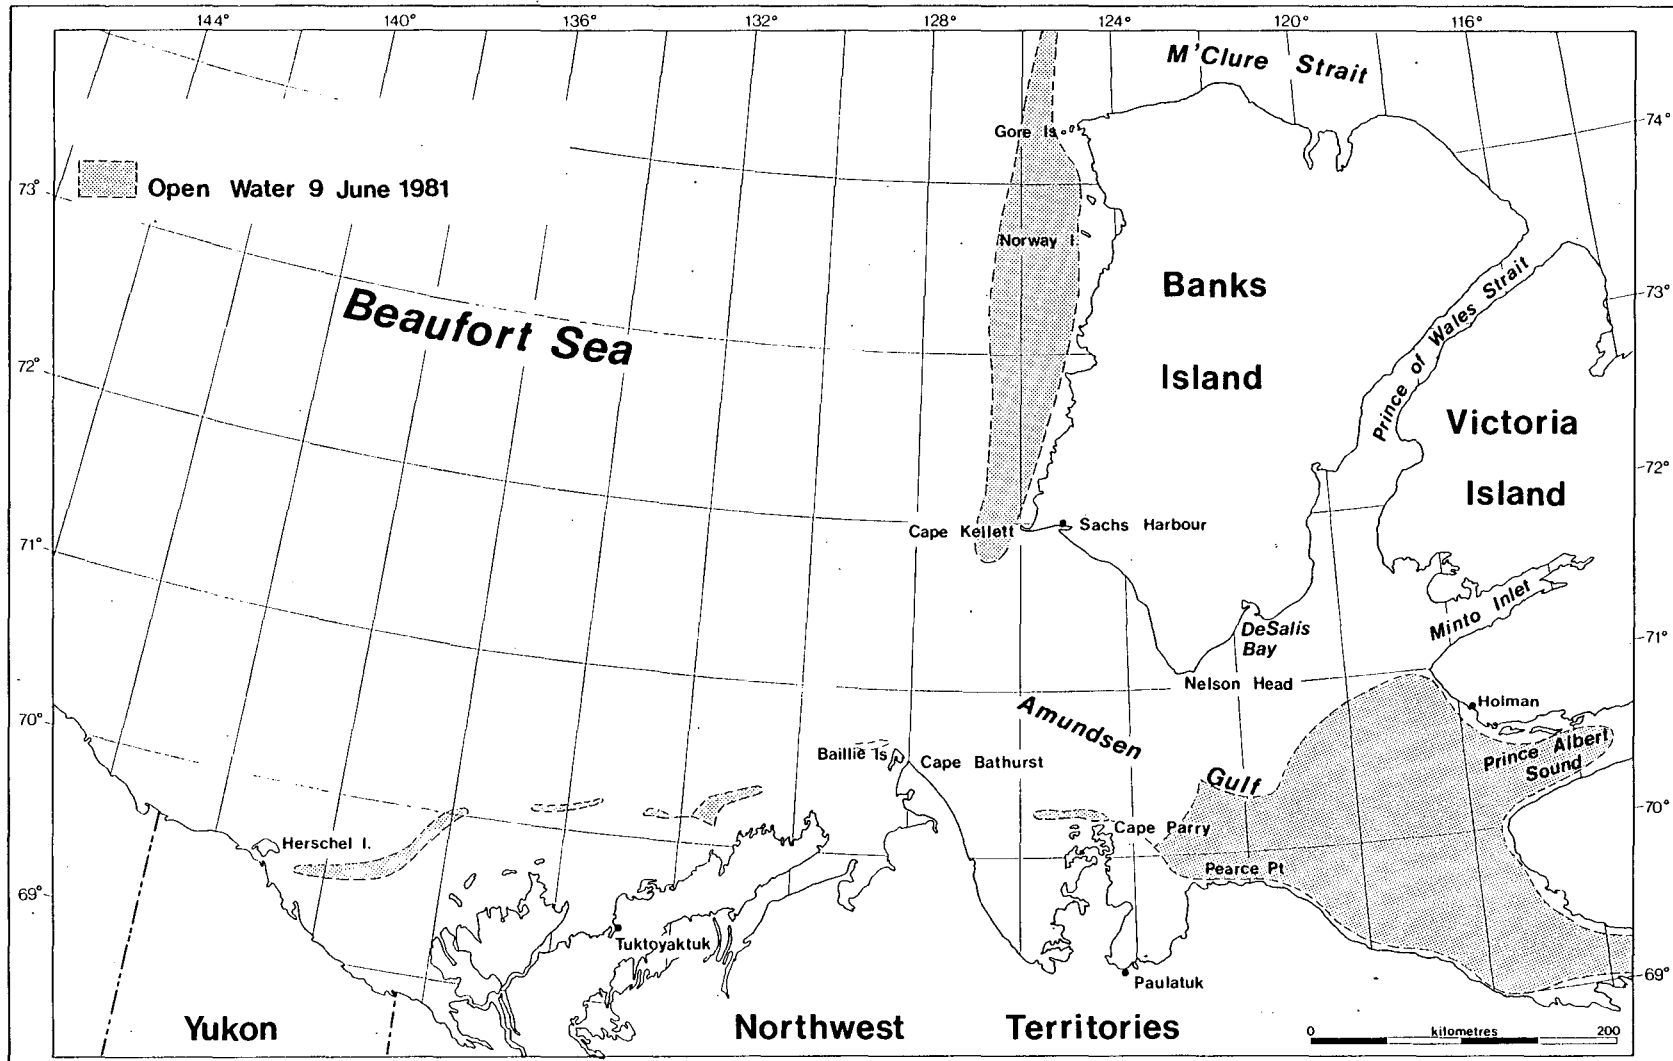 144° 140° 136° 132° 128° 124° 120° 116°
M'Clure Strait
74°
Gore Is.
73°
Open Water 9 June 1981
Norway I.
Banks
Island
73°
Beaufort Sea
Prince of Wales Strait
72°
Victoria
Island
72°
Cape Kellett
Sachs Harbour
71°
Minto Inlet
DeSalis
Bay
71°
Nelson Head
Amundsen
Gulf
Holman
70°
Prince Albert
Sound
Baillie Is
Cape Bathurst
70°
Cape Parry
Herschel I.
Pearce Pt
69°
Tuktoyaktuk
69°
Paulatuk
Yukon
Northwest Territories
0 kilometres 200